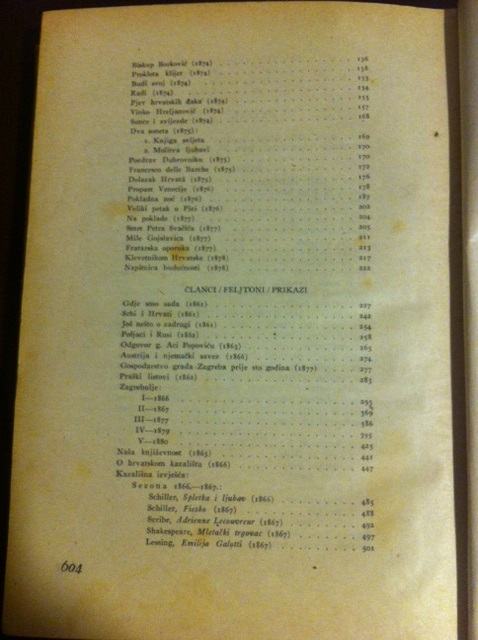 Biskup Borković (1874) 136
Prokleta klijet (1874)
Budi svoj (1874)
Radi (1874) 154
Pjev hrvatskih đaka (1874) 155
Vinko Hreljanović (1874) 157
Sunce i zvijezde (1874) 168
Dva soneta (1875):
1. Knjiga svijeta 169
2. Molitva ljubavi 170
Pozdrav Dubrovniku (1875) 170
Francesco delle Barche (1875) 172
Dolazak Hrvatâ (1875) 176
Propast Venecije (1876) 178
Pokladna noć (1876) 187
Veliki petak u Pišti (1876) 202
Na poklade (1877) 204
Smrt Petra Svačića (1877) 205
Mile Gojslavica (1877) 211
Fratarska oporuka (1877) 213
Klevetnikom Hrvatske (1878) 217
Napitnica budućnosti (1878) 222
ČLANCI / FELJTONI / PRIKAZI
Gdje smo sada (1861) 227
Srbi i Hrvati (1861) 242
Još nešto o zadrugi (1861) 254
Poljaci i Rusi (1862) 258
Odgovor g. Aci Popoviću (1863) 265
Austrija i njemački savez (1866) 274
Gospodarstvo grada Zagreba prije sto godina (1877) 277
Praški listovi (1862) 283
Zagrebulje:
I—1866 295
II—1867 369
III—1877 386
IV—1879 395
V—1880 425
Naša književnost (1865) 441
O hrvatskom kazalištu (1866) 447
Kazališna izvješća:
Sezona 1866.—1867.:
Schiller, Spletka i ljubav (1866) 485
Schiller, Fiesko (1867) 488
Scribe, Adrienne Lecouvreur (1867) 492
Shakespeare, Mletački trgovac (1867) 497
Lessing, Emilija Galotti (1867) 501
604